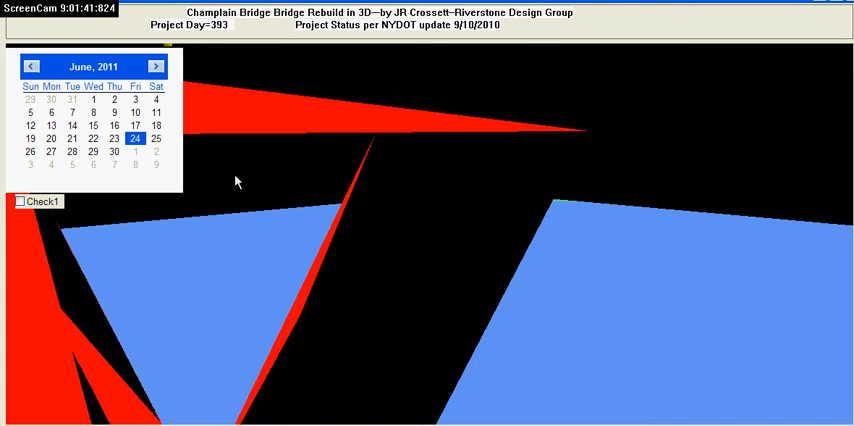 ScreenCam 9:01:41:824
Champlain Bridge Bridge Rebuild in 3D—by JR Crossett—Riverstone Design Group
Project Day=393 Project Status per NYDOT update 9/10/2010
June, 2011
Sun Mon Tue Wed Thu Fri Sat
29 30 31 1 2 3 4
5 6 7 8 9 10 11
12 13 14 15 16 17 18
19 20 21 22 23 24 25
26 27 28 29 30 1 2
3 4 5 6 7 8 9
Check1